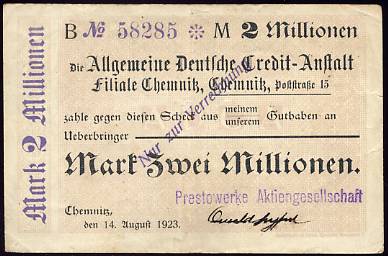 B № 58285 ※ M 2 Millionen
Die Allgemeine Deutsche Credit-Anstalt
Filiale Chemnitz, Chemnitz, Poststraße 15
zahle gegen diesen Scheck aus meinem unserem Guthaben an
Ueberbringer
Mark Zwei Millionen.
Nur zur Verrechnung
Prestowerke Aktiengesellschaft
Chemnitz,
den 14. August 1923.
Mark 2 Millionen